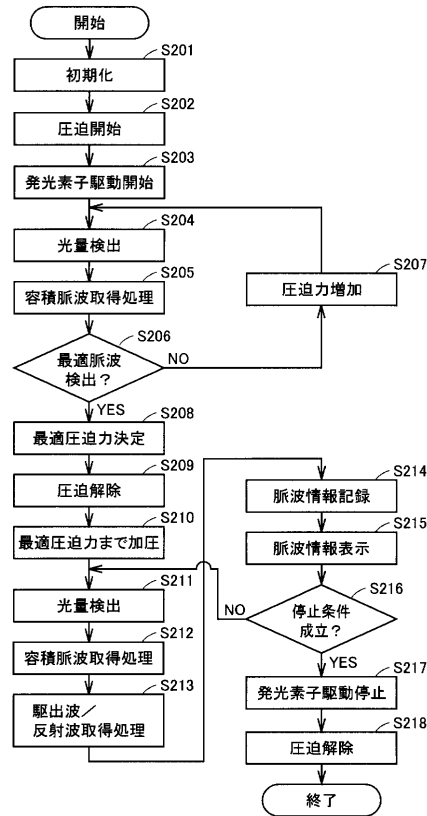 開始
S201
初期化
S202
圧迫開始
S203
発光素子駆動開始
S204
光量検出
S205
容積脈波取得処理
S206
最適脈波
検出？
NO
S207
圧迫力増加
YES
S208
最適圧迫力決定
S209
圧迫解除
S210
最適圧迫力まで加圧
S211
光量検出
S212
容積脈波取得処理
S213
駆出波／
反射波取得処理
S214
脈波情報記録
S215
脈波情報表示
S216
停止条件
成立？
NO
YES
S217
発光素子駆動停止
S218
圧迫解除
終了